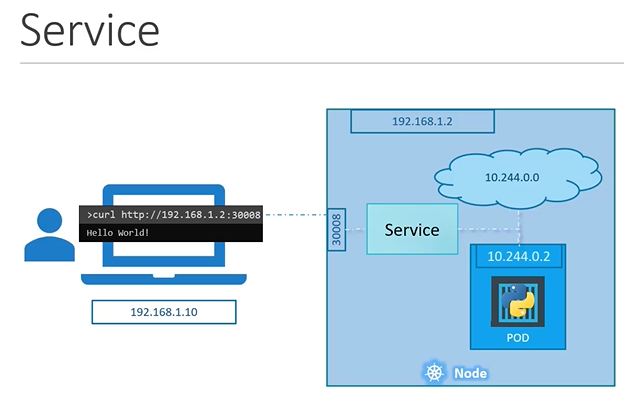 Service
192.168.1.2
10.244.0.0
>curl http://192.168.1.2:30008
Hello World!
30008
Service
10.244.0.2
192.168.1.10
POD
Node